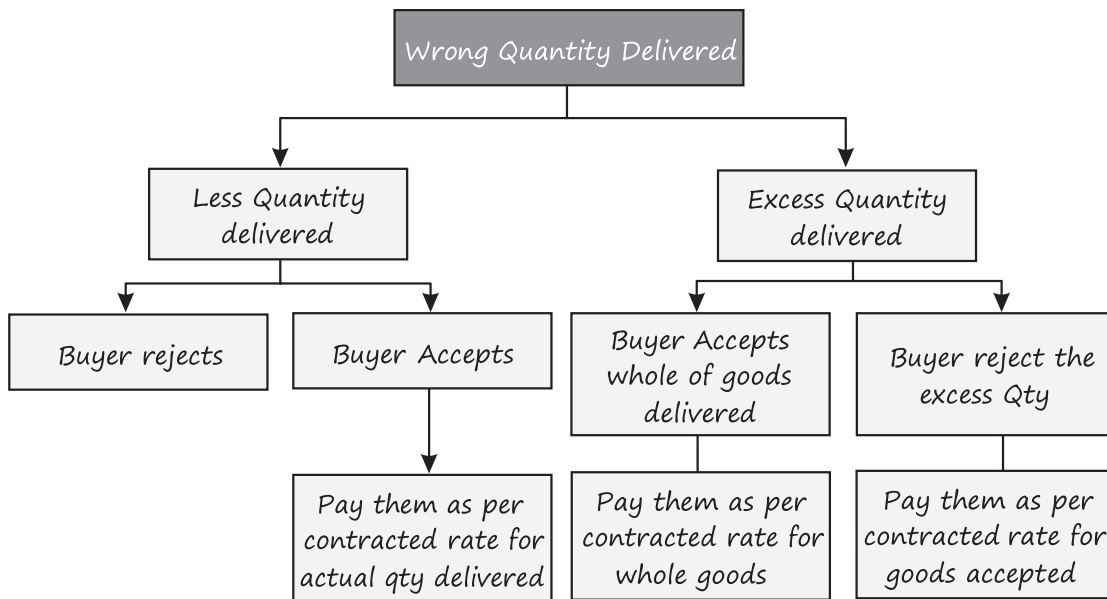 Wrong Quantity Delivered
Less Quantity
delivered
Excess Quantity
delivered
Buyer rejects
Buyer Accepts
Buyer Accepts
whole of goods
delivered
Buyer reject the
excess Qty
Pay them as per
contracted rate for
actual qty delivered
Pay them as per
contracted rate for
whole goods
Pay them as per
contracted rate for
goods accepted